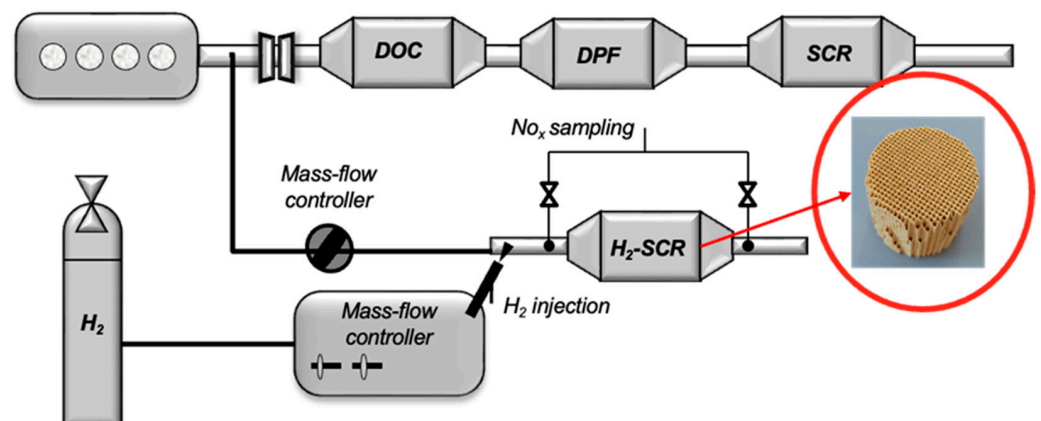 DOC
DPF
SCR
Noₓ sampling
Mass-flow
controller
H₂-SCR
H₂
Mass-flow
controller
H₂ injection